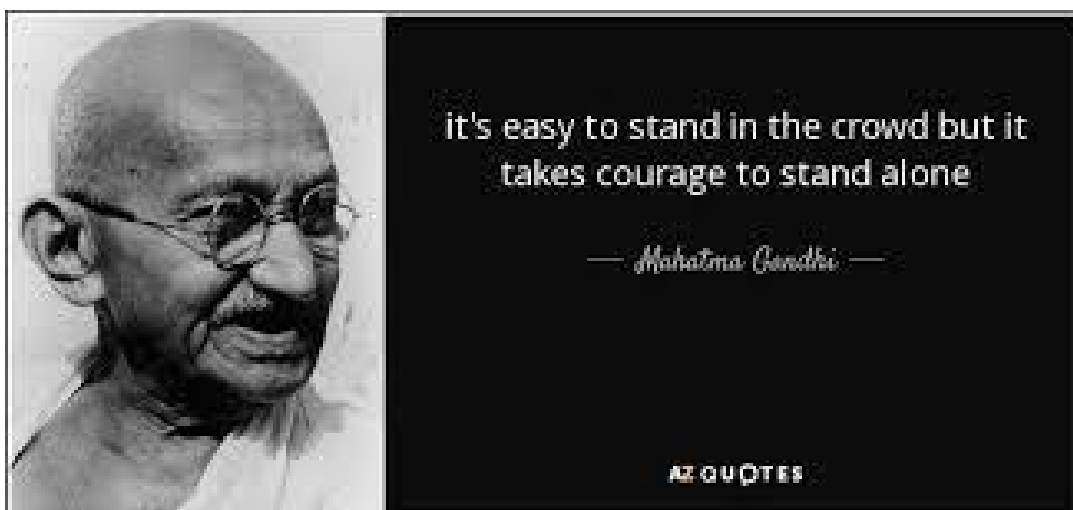 it's easy to stand in the crowd but it
takes courage to stand alone
Mahatma Gandhi
AZ QUOTES